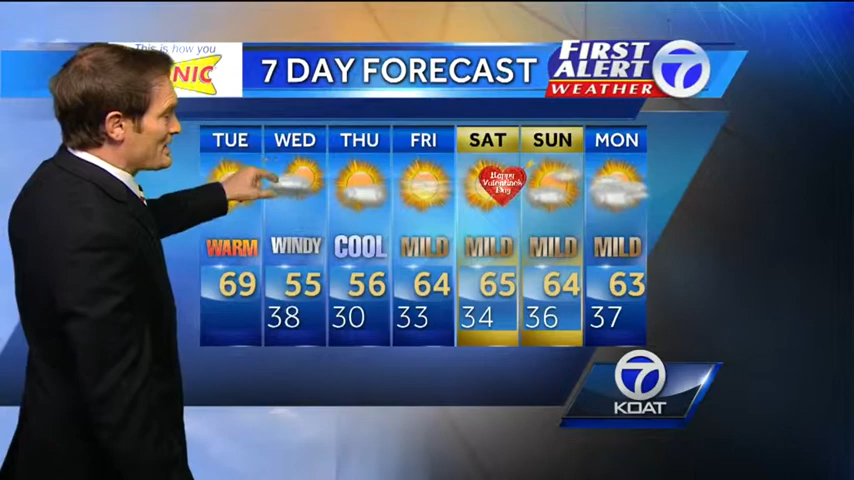 This is how you
NIC
7 DAY FORECAST
FIRST
ALERT
WEATHER
7
TUE WED THU FRI SAT SUN MON
Happy
Valentine's
Day
WARM WINDY COOL MILD MILD MILD MILD
69 55 56 64 65 64 63
38 30 33 34 36 37
7
KOAT